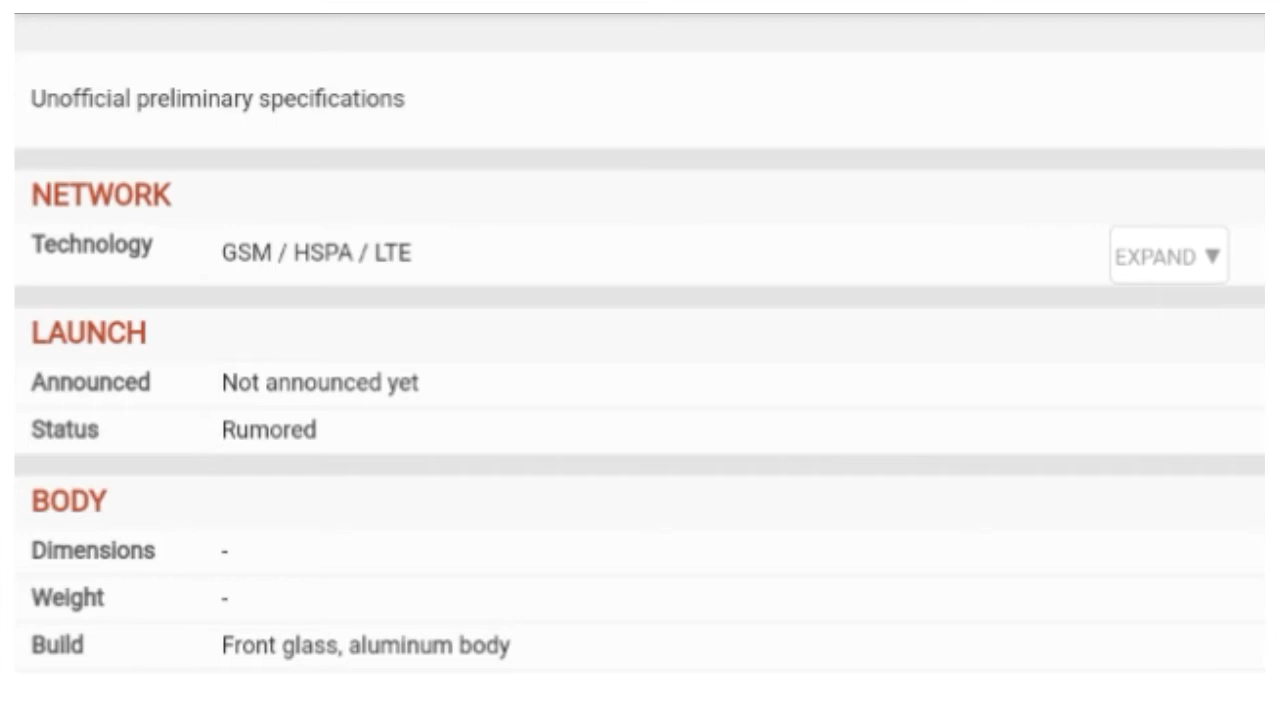 Unofficial preliminary specifications
NETWORK
Technology GSM / HSPA / LTE EXPAND ▼
LAUNCH
Announced Not announced yet
Status Rumored
BODY
Dimensions -
Weight -
Build Front glass, aluminum body